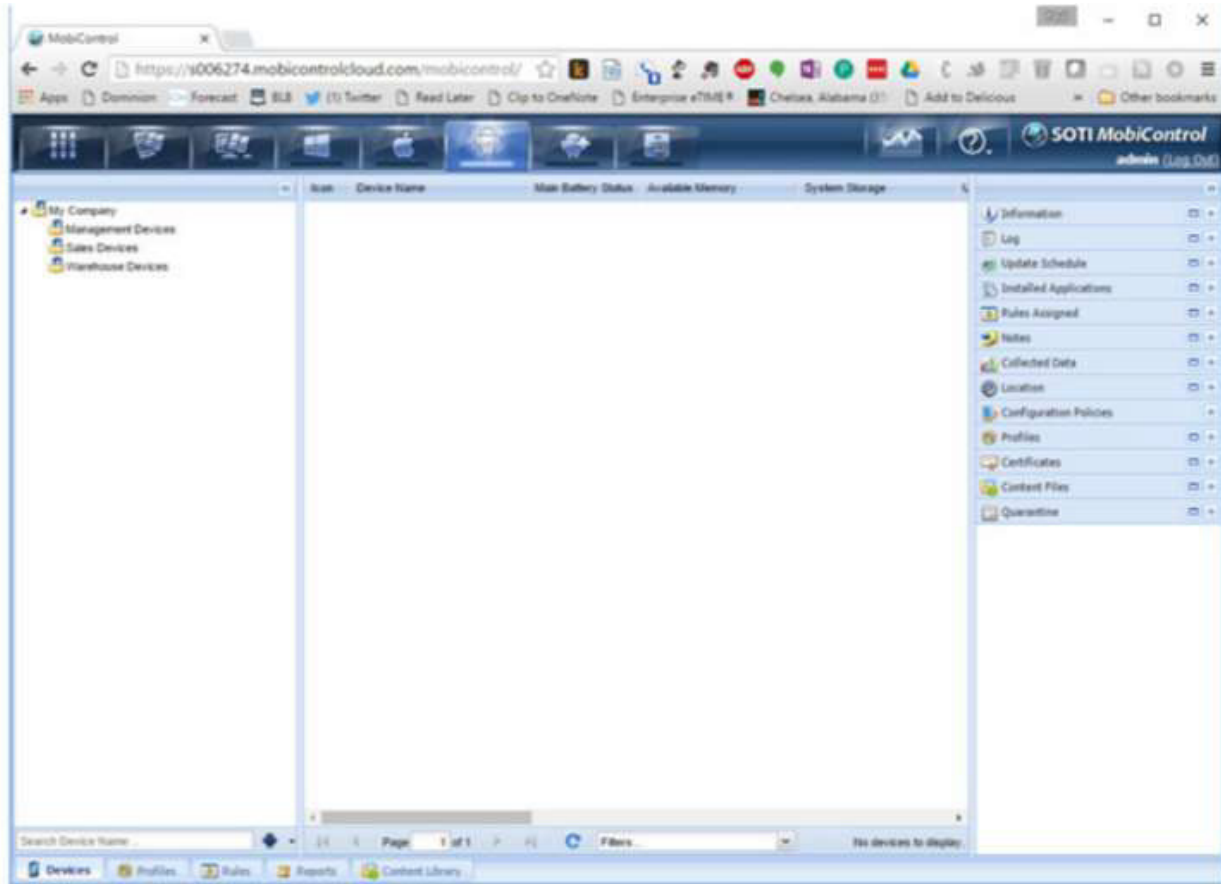 MobiControl
https://s006274.mobicontrolcloud.com/mobicontrol/
Apps Dominion Forecast BLB (1) Twitter Read Later Clip to OneNote Enterprise eTIME® Chelsea, Alabama Add to Delicious » Other bookmarks
SOTI MobiControl
admin (Log Out)
Icon Device Name Main Battery Status Available Memory System Storage
My Company
Management Devices
Sales Devices
Warehouse Devices
Information
Log
Update Schedule
Installed Applications
Rules Assigned
Notes
Collected Data
Location
Configuration Policies
Profiles
Certificates
Content Files
Quarantine
Search Device Name ...
Page 1 of 1 Filters... No devices to display.
Devices Profiles Rules Reports Content Library